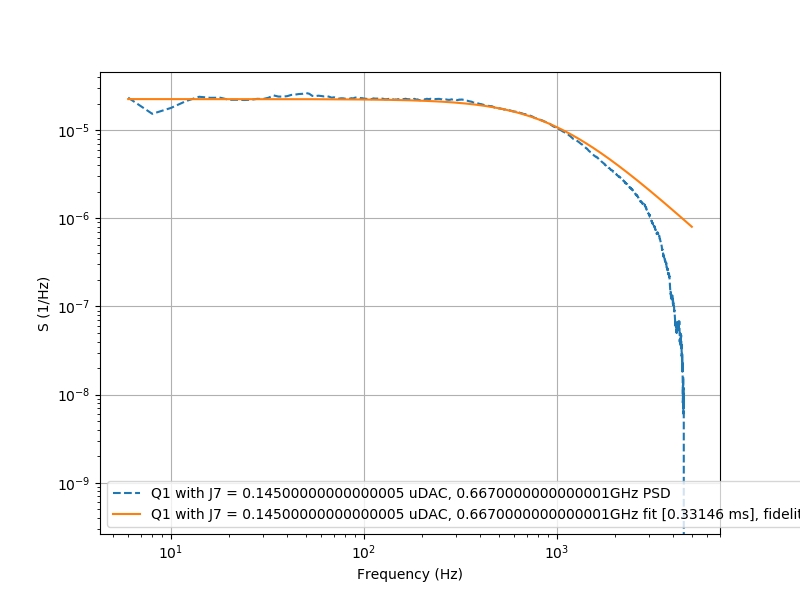 10⁻⁵
10⁻⁶
10⁻⁷
10⁻⁸
10⁻⁹
S (1/Hz)
Q1 with J7 = 0.14500000000000005 uDAC, 0.6670000000000001GHz PSD
Q1 with J7 = 0.14500000000000005 uDAC, 0.6670000000000001GHz fit [0.33146 ms], fidelit
10¹ 10² 10³
Frequency (Hz)